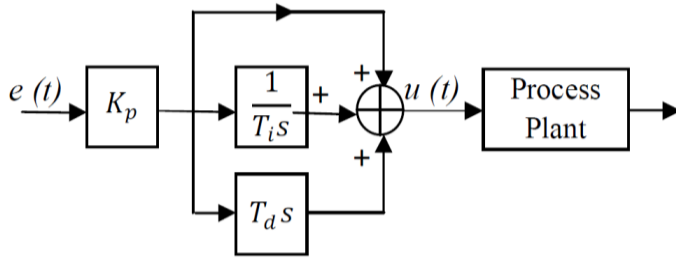 e (t)
K_p
1
T_i s
T_d s
+
+
+
u (t)
Process
Plant